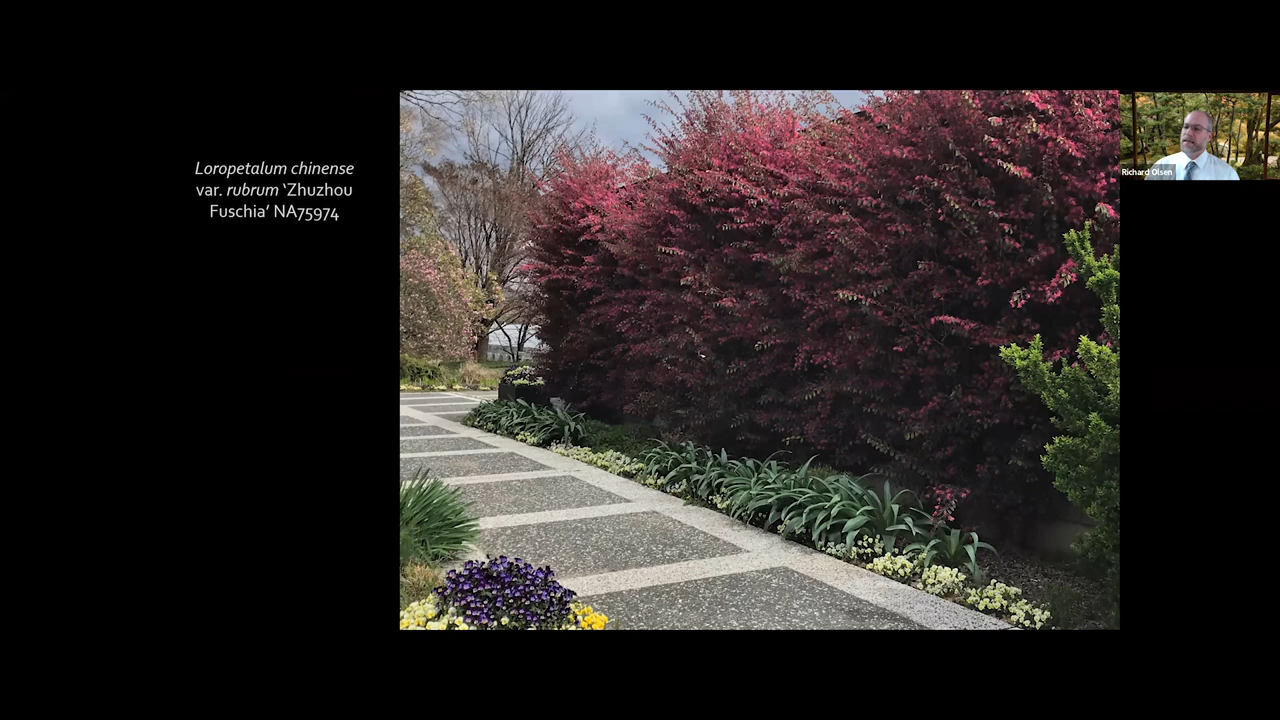 Loropetalum chinense
var. rubrum ‘Zhuzhou
Fuschia’ NA75974
Richard Olsen